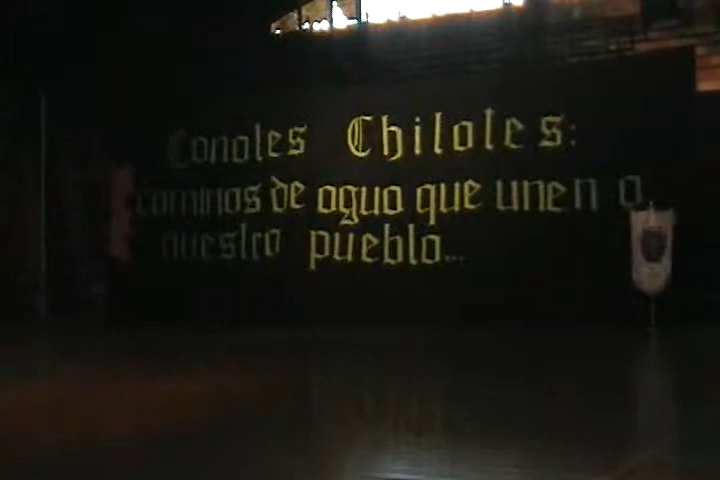 Canales Chilotes:
caminos de agua que unen a
nuestro pueblo...